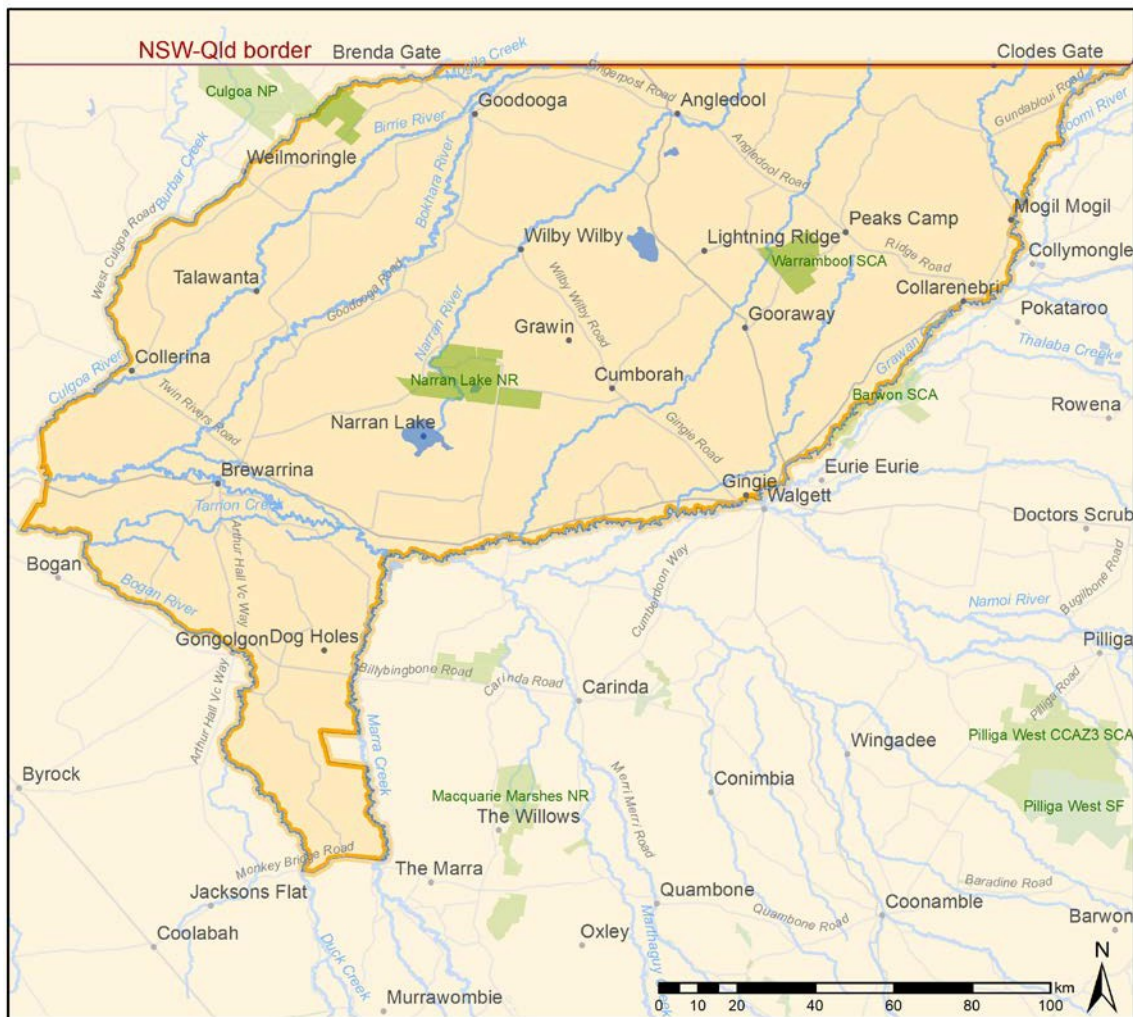 NSW-Qld border
Brenda Gate
Clodes Gate
Mogilla Creek
Gingerpost Road
Culgoa NP
Gundabloui Road
Goodooga
Angledool
Boomi River
Birrie River
Burbar Creek
Weilmoringle
Bokhara River
Angledool Road
Mogil Mogil
Peaks Camp
West Culgoa Road
Wilby Wilby
Lightning Ridge
Warrambool SCA
Ridge Road
Collymongle
Talawanta
Goodooga Road
Wilby Wilby Road
Collarenebri
Narran River
Grawin
Gooraway
Pokataroo
Culgoa River
Collerina
Grawan
Thalaba Creek
Narran Lake NR
Cumborah
Barwon SCA
Twin Rivers Road
Narran Lake
Gingie Road
Rowena
Brewarrina
Eurie Eurie
Gingie
Walgett
Tarrion Creek
Doctors Scrub
Arthur Hall Vc Way
Bogan
Cumberdoon Way
Bugilbone Road
Bogan River
Namoi River
Gongolgon
Dog Holes
Pilliga
Billybingbone Road
Carinda Road
Carinda
Pilliga Road
Arthur Hall Vc Way
Marra Creek
Pilliga West CCAZ3 SCA
Wingadee
Byrock
Merri Merri Road
Conimbia
Macquarie Marshes NR
Pilliga West SF
The Willows
Monkey Bridge Road
The Marra
Baradine Road
Jacksons Flat
Quambone
Quambone Road
Coonamble
Barwon
Coolabah
Oxley
Marthaguy Creek
Duck Creek
N
km
0 10 20 40 60 80 100
Murrawombie